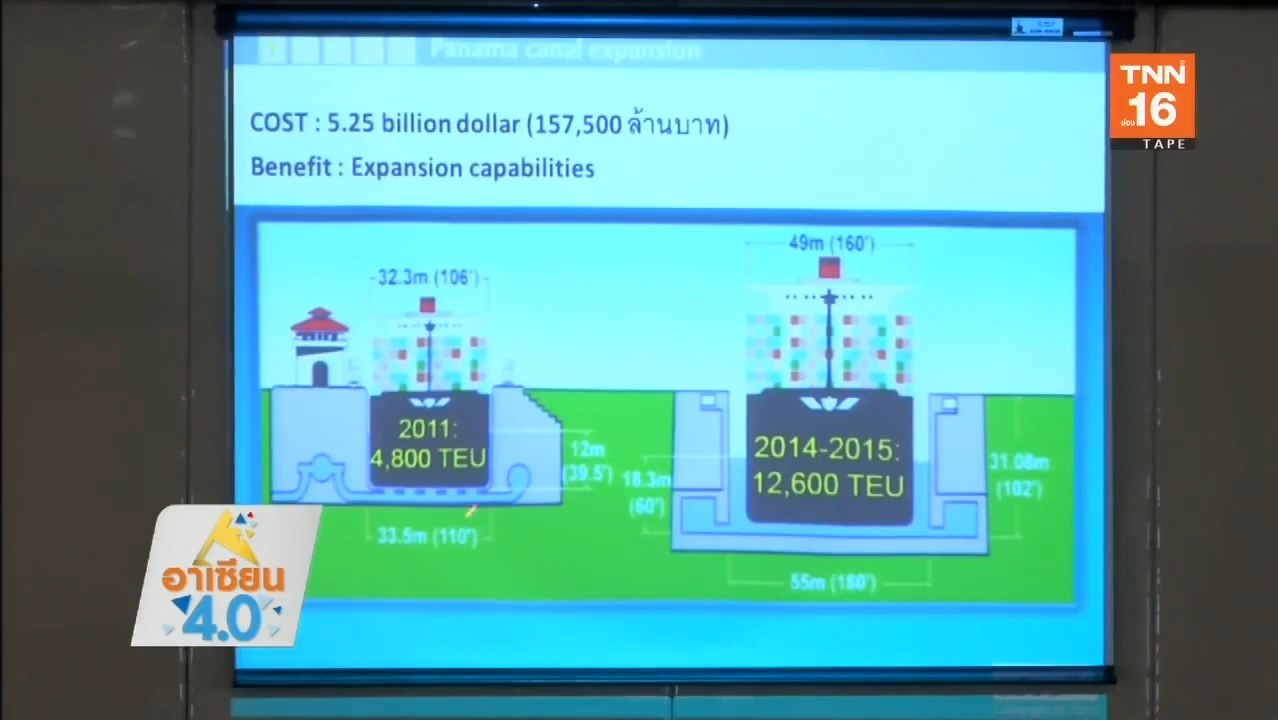 Panama canal expansion
COST : 5.25 billion dollar (157,500 ล้านบาท)
Benefit : Expansion capabilities
49m (160')
32.3m (106')
2011:
4,800 TEU
12m
(39.5')
33.5m (110')
2014-2015:
12,600 TEU
18.3m
(60')
31.08m
(102')
55m (180')
TNN
ช่อง 16
TAPE
อาเซียน
4.0